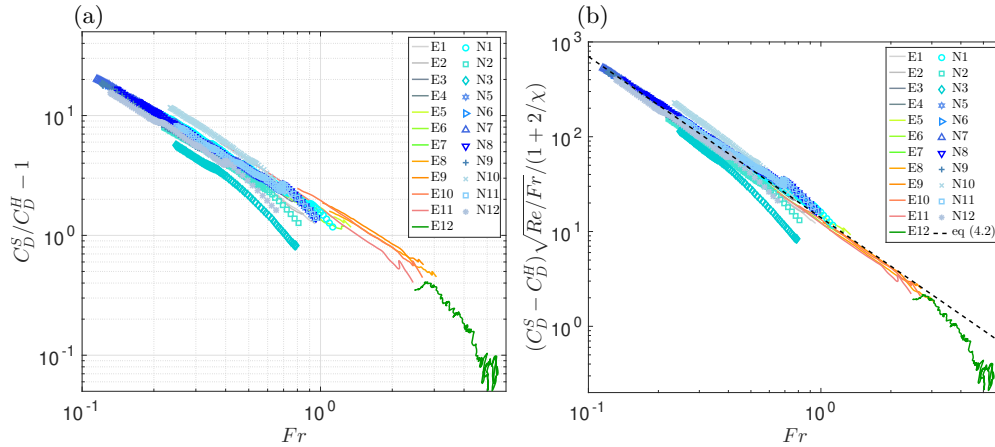 (a)
10^1
10^0
10^{-1}
C_D^S/C_D^H − 1
10^{-1}
10^0
Fr
E1 N1
E2 N2
E3 N3
E4 N5
E5 N6
E6 N7
E7 N8
E8 N9
E9 N10
E10 N11
E11 N12
E12
(b)
10^3
10^2
10^1
10^0
(C_D^S − C_D^H)√Re/Fr/(1 + 2/χ)
10^{-1}
10^0
Fr
E1 N1
E2 N2
E3 N3
E4 N5
E5 N6
E6 N7
E7 N8
E8 N9
E9 N10
E10 N11
E11 N12
E12 eq (4.2)